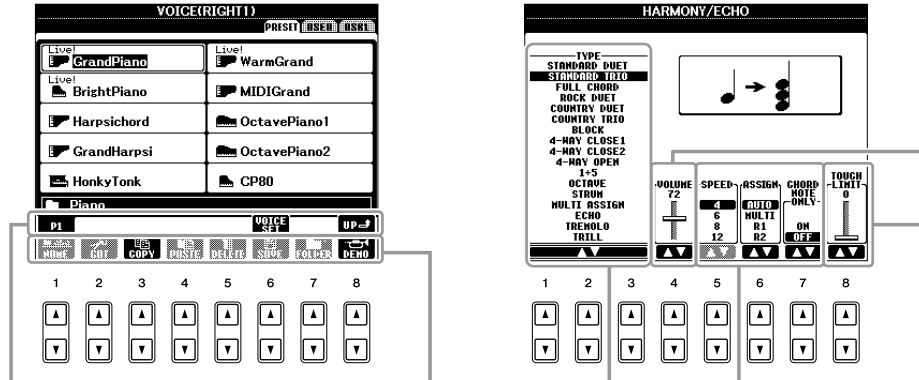 VOICE(RIGHT1)
PRESET USER USB1
Live!
GrandPiano
Live!
WarmGrand
Live!
BrightPiano
MIDIGrand
Harpsichord
OctavePiano1
GrandHarpsi
OctavePiano2
HonkyTonk
CP80
Piano
P1 VOICE SET UP
NAME CUT COPY PASTE DELETE SAVE FOLDER DEMO
1 2 3 4 5 6 7 8
HARMONY/ECHO
TYPE
STANDARD DUET
STANDARD TRIO
FULL CHORD
ROCK DUET
COUNTRY DUET
COUNTRY TRIO
BLOCK
4-WAY CLOSE1
4-WAY CLOSE2
4-WAY OPEN
1+5
OCTAVE
STRUM
MULTI ASSIGN
ECHO
TREMOLO
TRILL
VOLUME
72
SPEED
4
6
8
12
ASSIGN
AUTO
MULTI
R1
R2
CHORD
NOTE
ONLY
ON
OFF
TOUCH
LIMIT
0
1 2 3 4 5 6 7 8